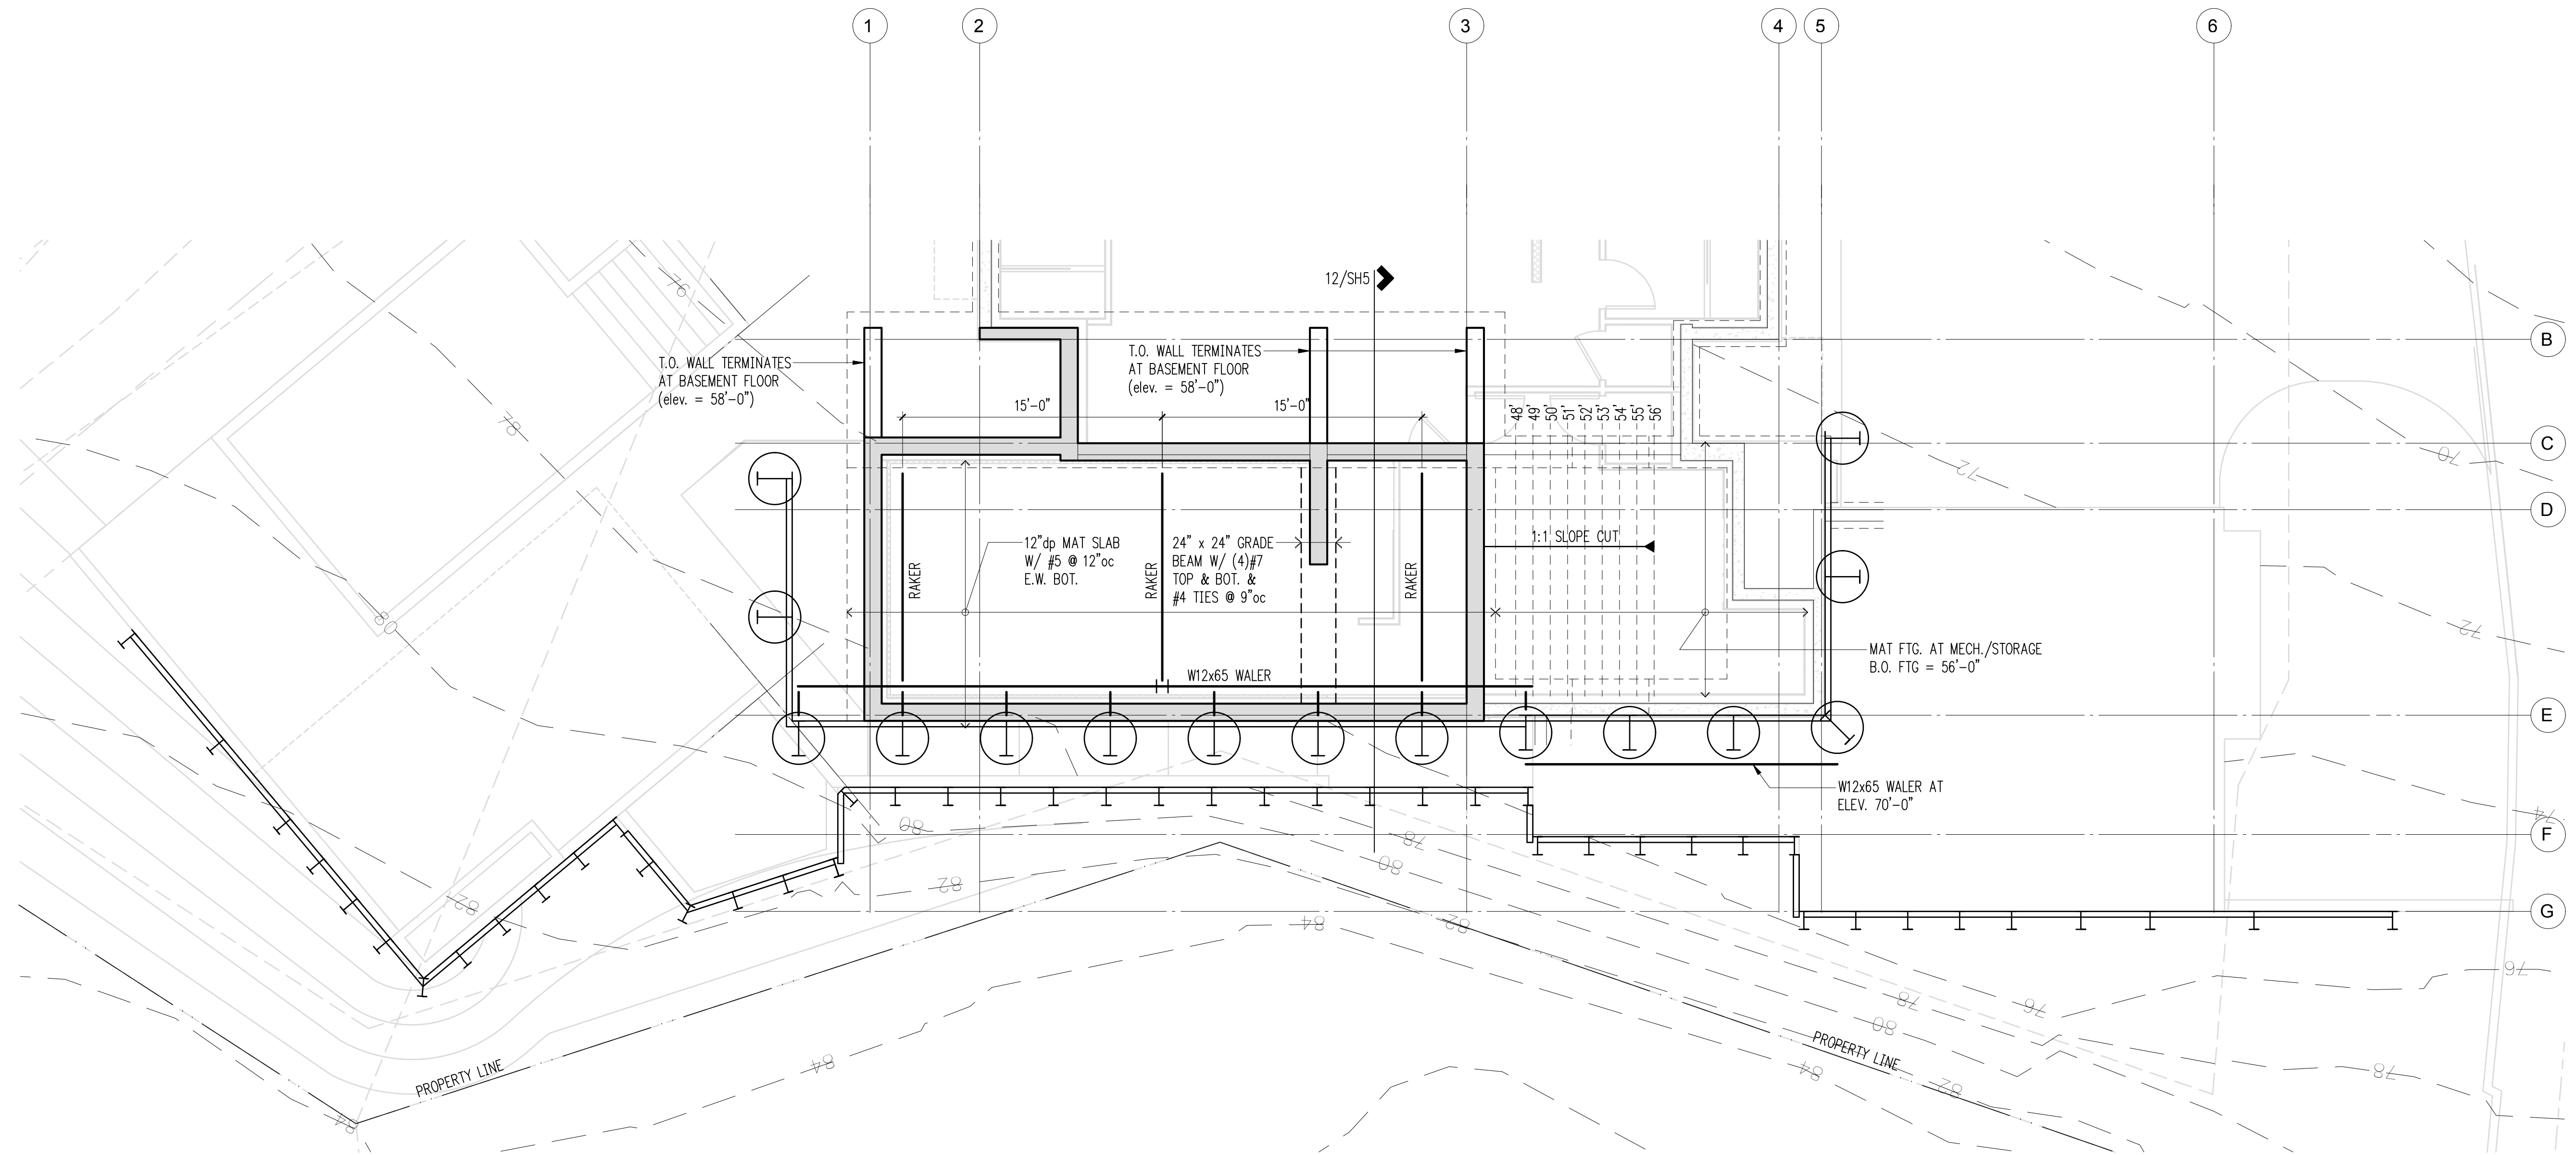 1
2
3
4
5
6
12/SH5
B
T.O. WALL TERMINATES
AT BASEMENT FLOOR
(elev. = 58'-0")
T.O. WALL TERMINATES
AT BASEMENT FLOOR
(elev. = 58'-0")
15'-0"
15'-0"
48'
49'
50'
51'
52'
53'
54'
55'
56'
C
D
E
F
G
76
78
80
82
84
70
72
72
74
76
78
12"dp MAT SLAB
W/ #5 @ 12"oc
E.W. BOT.
24" x 24" GRADE
BEAM W/ (4)#7
TOP & BOT. &
#4 TIES @ 9"oc
RAKER
RAKER
RAKER
1:1 SLOPE CUT
MAT FTG. AT MECH./STORAGE
B.O. FTG = 56'-0"
W12x65 WALER
W12x65 WALER AT
ELEV. 70'-0"
80
82
84
78
80
82
84
PROPERTY LINE
PROPERTY LINE
76
78
80
82
84